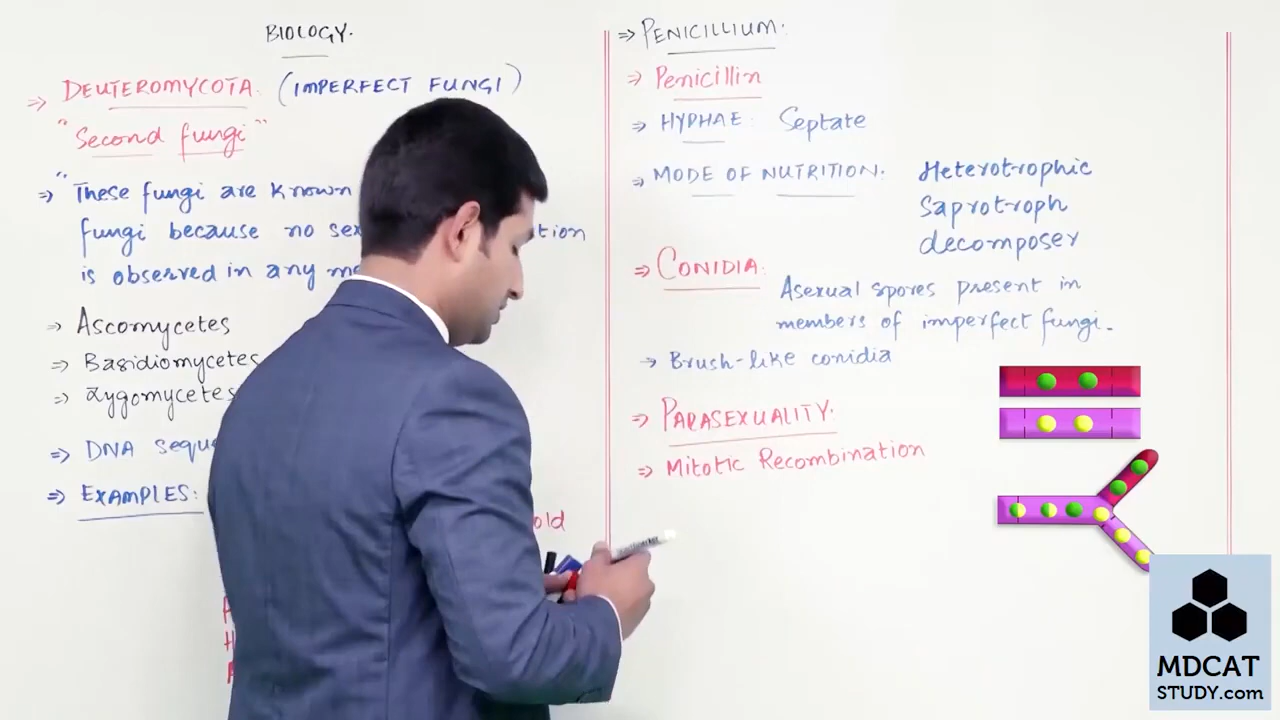 BIOLOGY.
⇒ DEUTEROMYCOTA. (IMPERFECT FUNGI)
"Second fungi"
⇒ "These fungi are known
fungi because no
is observed in any
⇒ Ascomycetes
⇒ Basidiomycetes
⇒ Zygomycetes
⇒ DNA
⇒ EXAMPLES:
⇒ PENICILLIUM.
⇒ Penicillin
⇒ HYPHAE. Septate
⇒ MODE OF NUTRITION. Heterotrophic
Saprotroph
decomposer
⇒ CONIDIA. Asexual spores present in
members of imperfect fungi.
→ Brush-like conidia
⇒ PARASEXUALITY.
⇒ Mitotic Recombination
MDCAT
STUDY.com